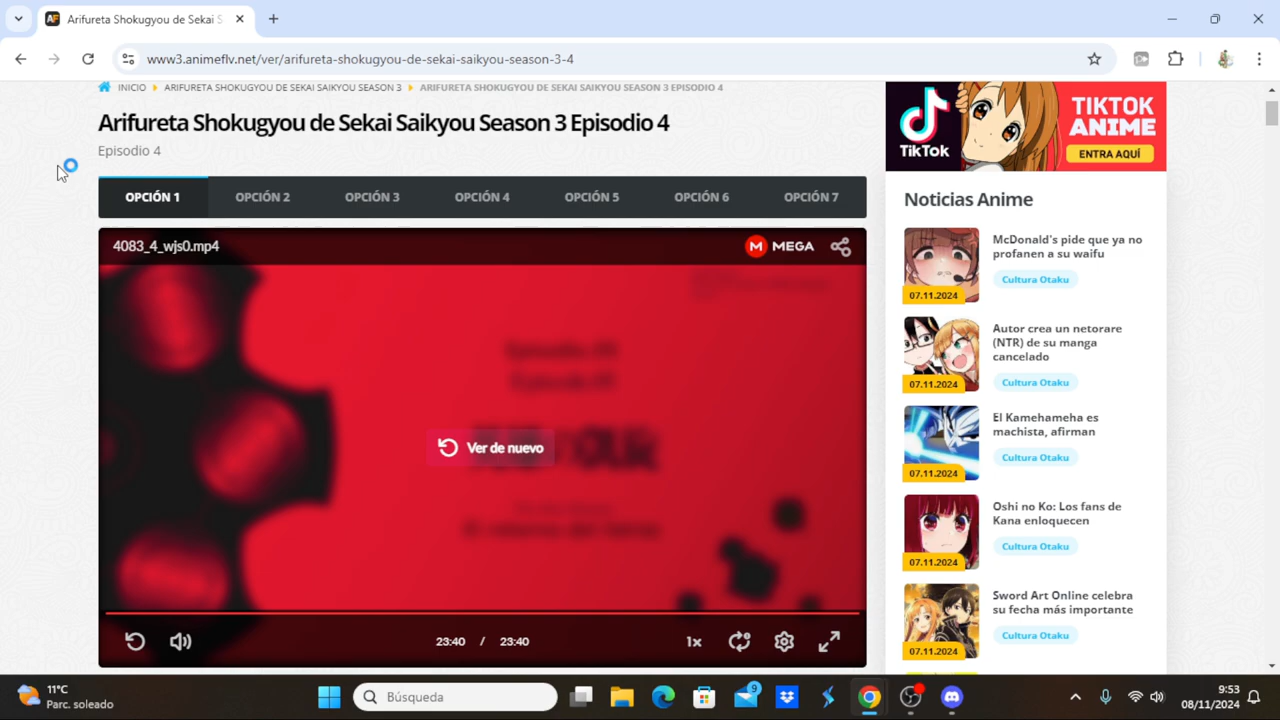 Arifureta Shokugyou de Sekai S
www3.animeflv.net/ver/arifureta-shokugyou-de-sekai-saikyou-season-3-4
INICIO ARIFURETA SHOKUGYOU DE SEKAI SAIKYOU SEASON 3 ARIFURETA SHOKUGYOU DE SEKAI SAIKYOU SEASON 3 EPISODIO 4
Arifureta Shokugyou de Sekai Saikyou Season 3 Episodio 4
Episodio 4
OPCIÓN 1 OPCIÓN 2 OPCIÓN 3 OPCIÓN 4 OPCIÓN 5 OPCIÓN 6 OPCIÓN 7
4083_4_wjs0.mp4
M MEGA
Ver de nuevo
23:40 / 23:40
1x
TikTok
TIKTOK
ANIME
ENTRA AQUÍ
Noticias Anime
McDonald's pide que ya no
profanen a su waifu
Cultura Otaku
07.11.2024
Autor crea un netorare
(NTR) de su manga
cancelado
Cultura Otaku
07.11.2024
El Kamehameha es
machista, afirman
Cultura Otaku
07.11.2024
Oshi no Ko: Los fans de
Kana enloquecen
Cultura Otaku
07.11.2024
Sword Art Online celebra
su fecha más importante
Cultura Otaku
07.11.2024
11°C
Parc. soleado
Búsqueda
9
9:53
08/11/2024